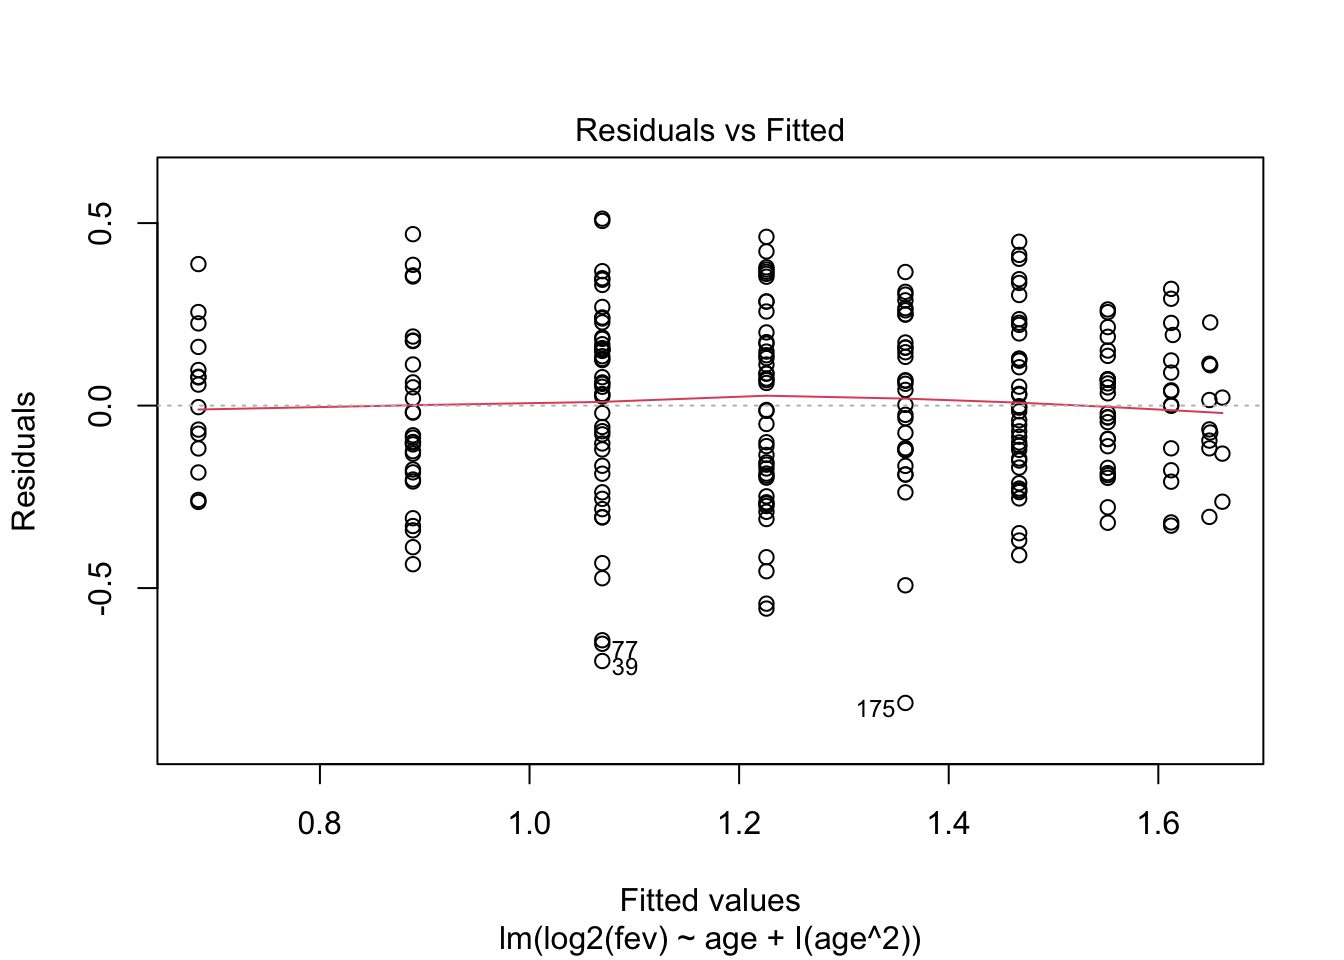 Residuals vs Fitted
Residuals
0.5
0.0
-0.5
77
39
175
0.8 1.0 1.2 1.4 1.6
Fitted values
lm(log2(fev) ~ age + I(age^2))